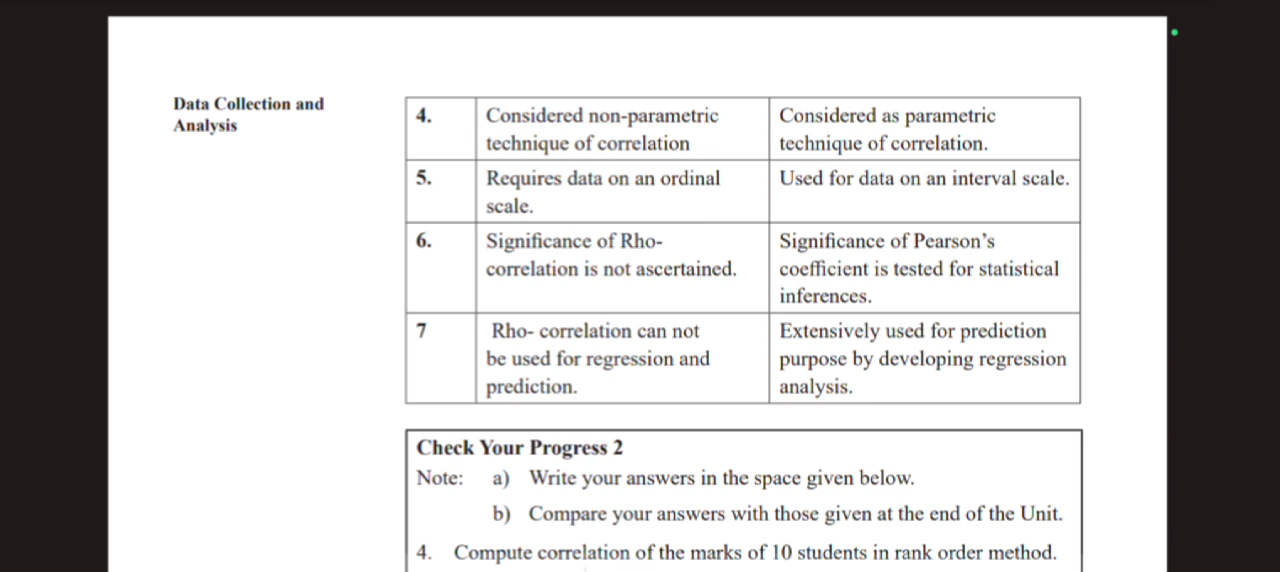 Data Collection and
Analysis
4. Considered non-parametric Considered as parametric
technique of correlation technique of correlation.
5. Requires data on an ordinal Used for data on an interval scale.
scale.
6. Significance of Rho- Significance of Pearson’s
correlation is not ascertained. coefficient is tested for statistical
inferences.
7 Rho- correlation can not Extensively used for prediction
be used for regression and purpose by developing regression
prediction. analysis.
Check Your Progress 2
Note: a) Write your answers in the space given below.
b) Compare your answers with those given at the end of the Unit.
4. Compute correlation of the marks of 10 students in rank order method.